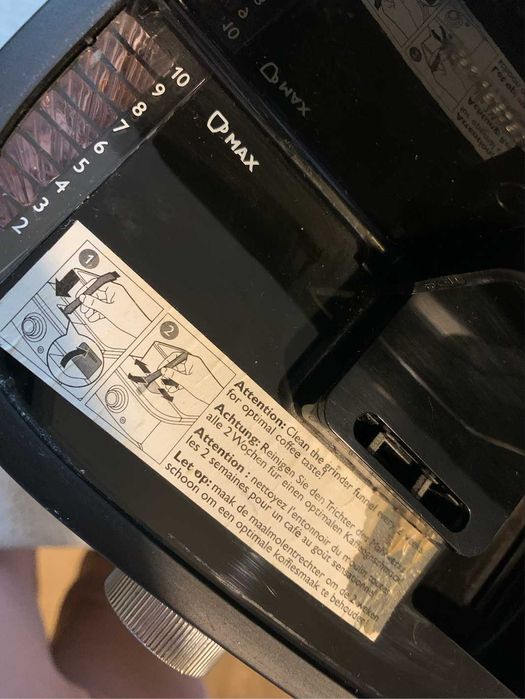 10
9
8
7
6
5
4
3
2
MAX
10
MAX
1
2
Attention: Clean the grinder funnel
for optimal coffee taste.
Achtung: Reinigen Sie den Trichter
alle 2 Wochen für einen optimalen Kaffeegeschmack!
Attention : nettoyez l'entonnoir du moulin toutes
les 2 semaines pour un café au goût sensationnel!
Let op: maak de maalmolentrechter om de 2 weken
schoon om een optimale koffiesmaak te behouden!